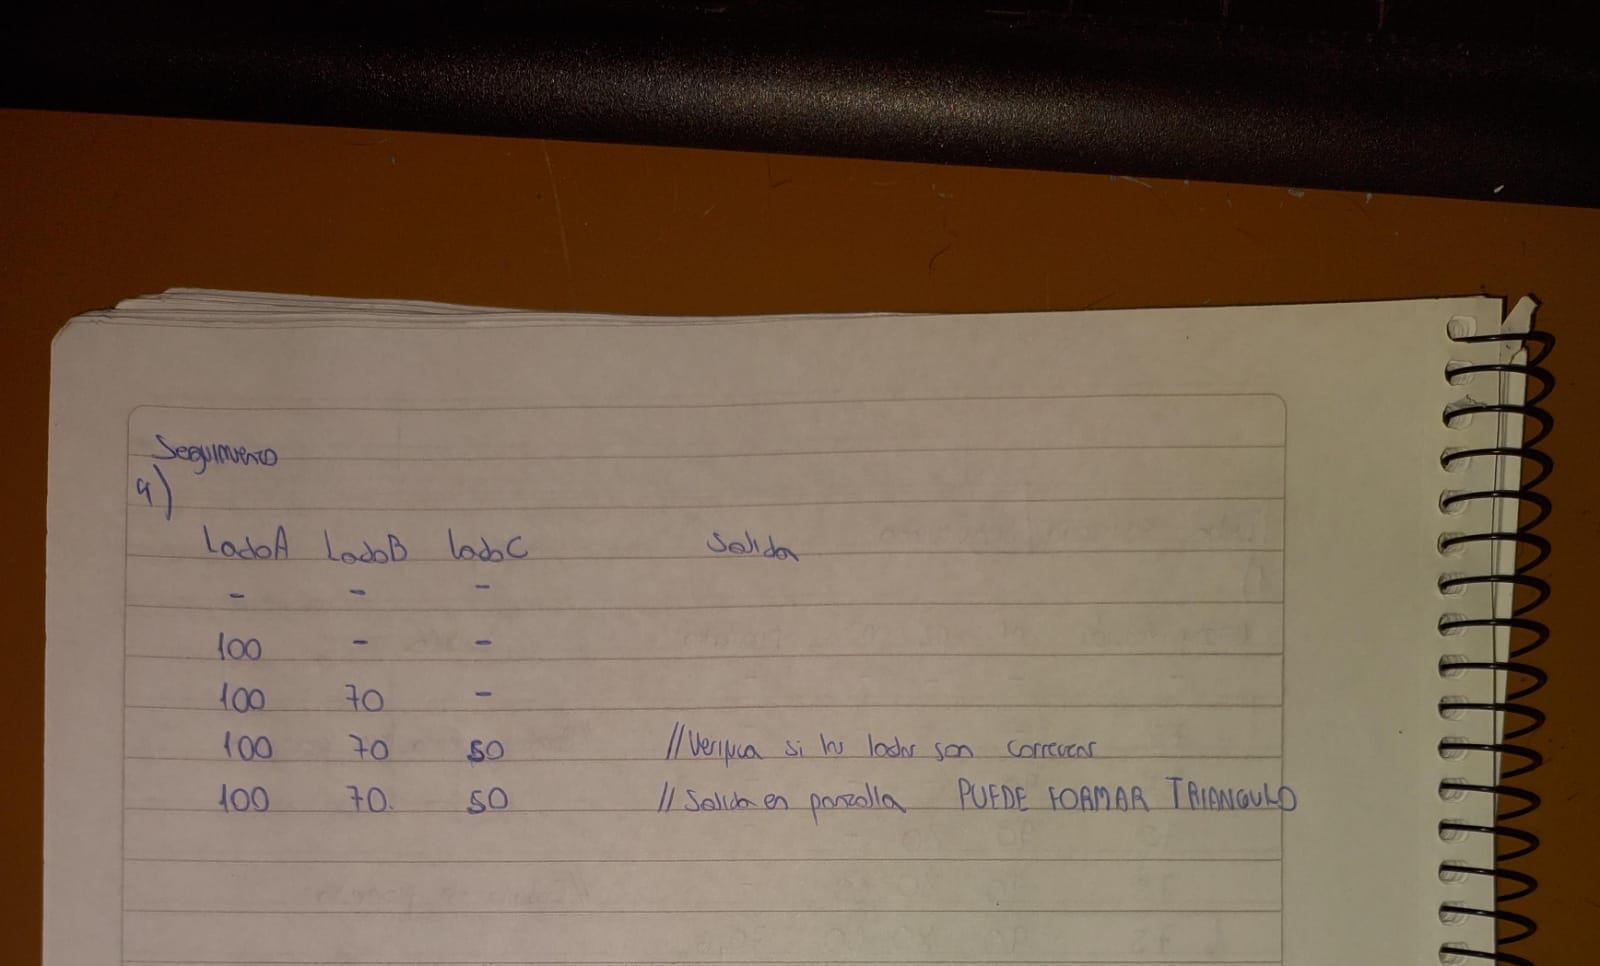 Seguimiento
9)
LadoA LadoB ladoC Salida
- - -
100 - -
100 70 -
100 70 50 //Verifica si los lados son correctos
100 70. 50 //Salida en pantalla PUEDE FORMAR TRIANGULO